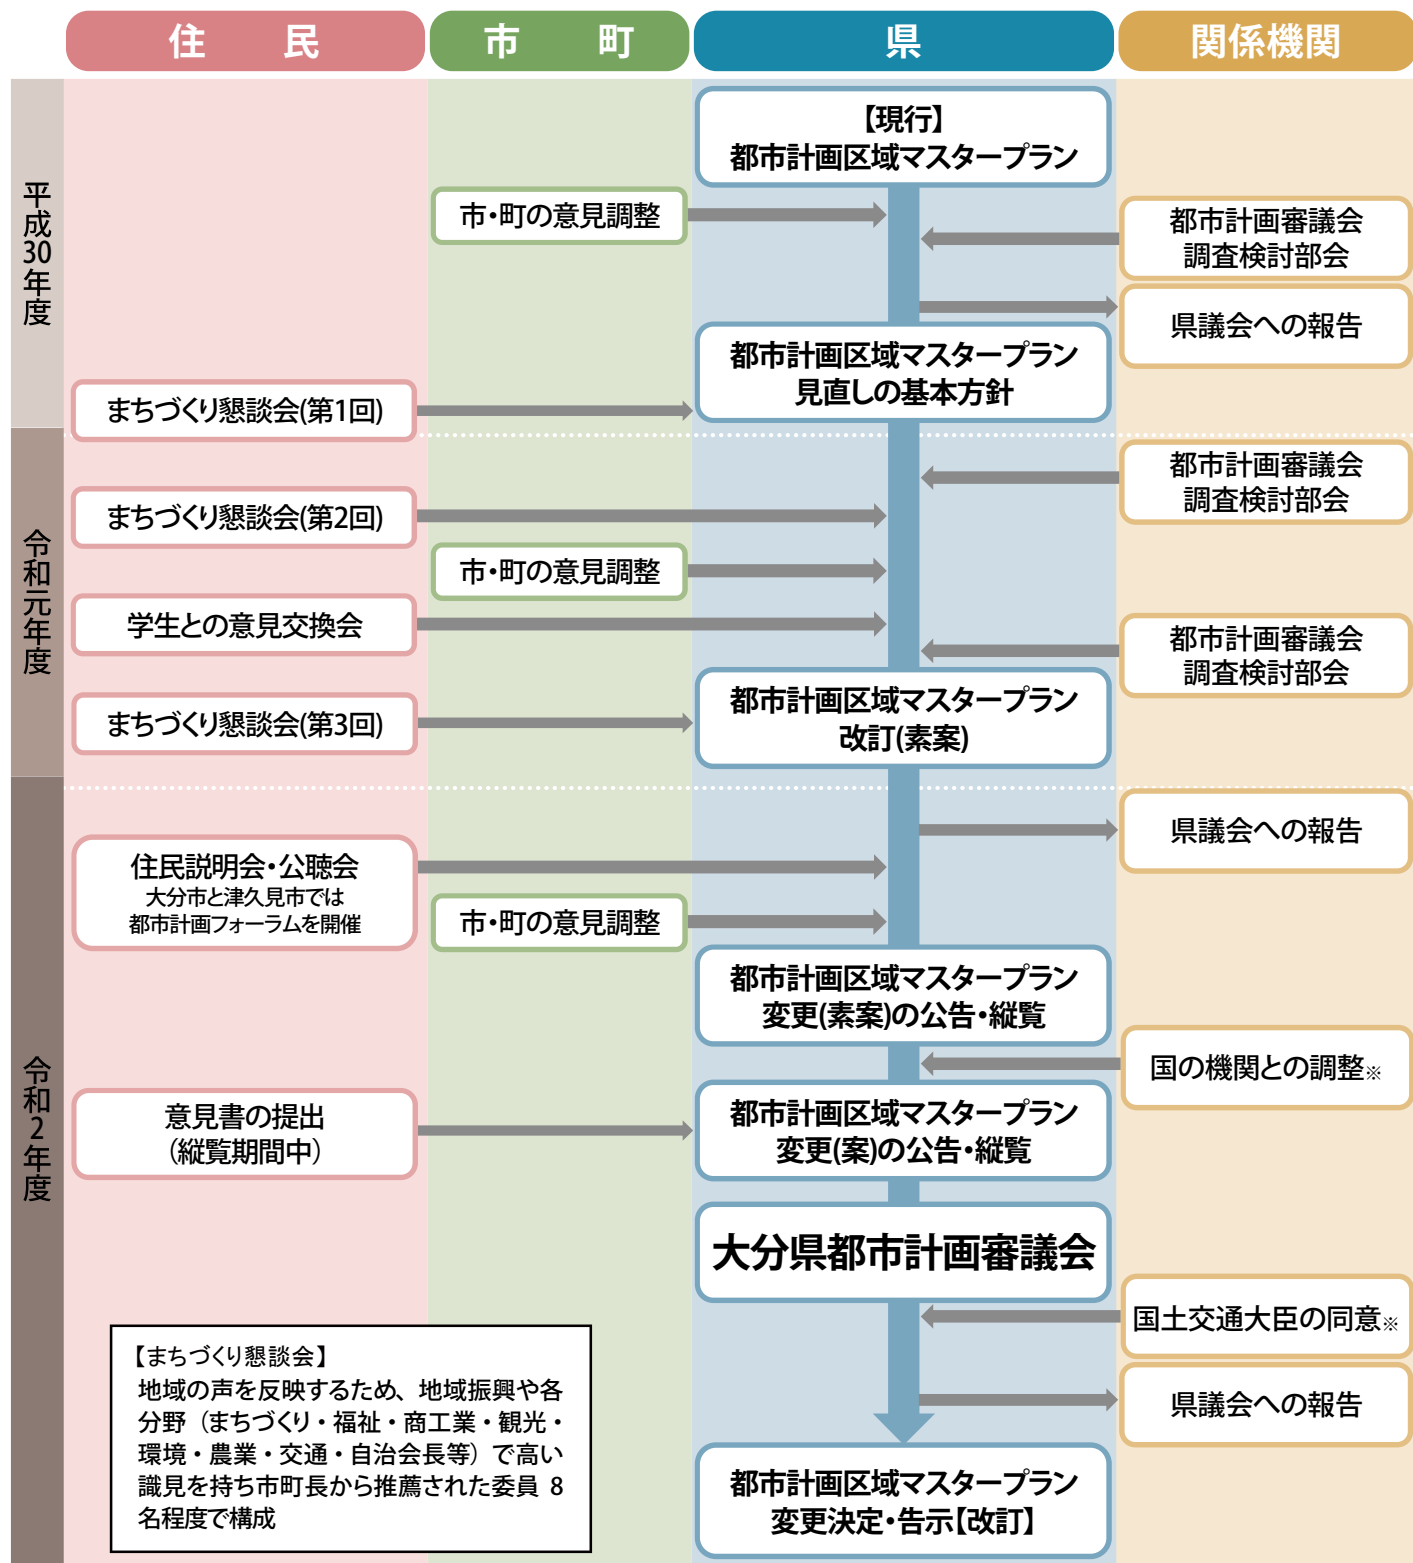 住　民
市　町
県
関係機関
平成30年度
【現行】
都市計画区域マスタープラン
市・町の意見調整
都市計画審議会
調査検討部会
県議会への報告
都市計画区域マスタープラン
見直しの基本方針
まちづくり懇談会(第1回)
令和元年度
都市計画審議会
調査検討部会
まちづくり懇談会(第2回)
市・町の意見調整
学生との意見交換会
都市計画審議会
調査検討部会
都市計画区域マスタープラン
改訂(素案)
まちづくり懇談会(第3回)
令和2年度
県議会への報告
住民説明会・公聴会
大分市と津久見市では
都市計画フォーラムを開催
市・町の意見調整
都市計画区域マスタープラン
変更(素案)の公告・縦覧
国の機関との調整※
意見書の提出
（縦覧期間中）
都市計画区域マスタープラン
変更(案)の公告・縦覧
大分県都市計画審議会
国土交通大臣の同意※
県議会への報告
都市計画区域マスタープラン
変更決定・告示【改訂】
【まちづくり懇談会】
地域の声を反映するため、地域振興や各
分野（まちづくり・福祉・商工業・観光・
環境・農業・交通・自治会長等）で高い
識見を持ち市町長から推薦された委員 8
名程度で構成